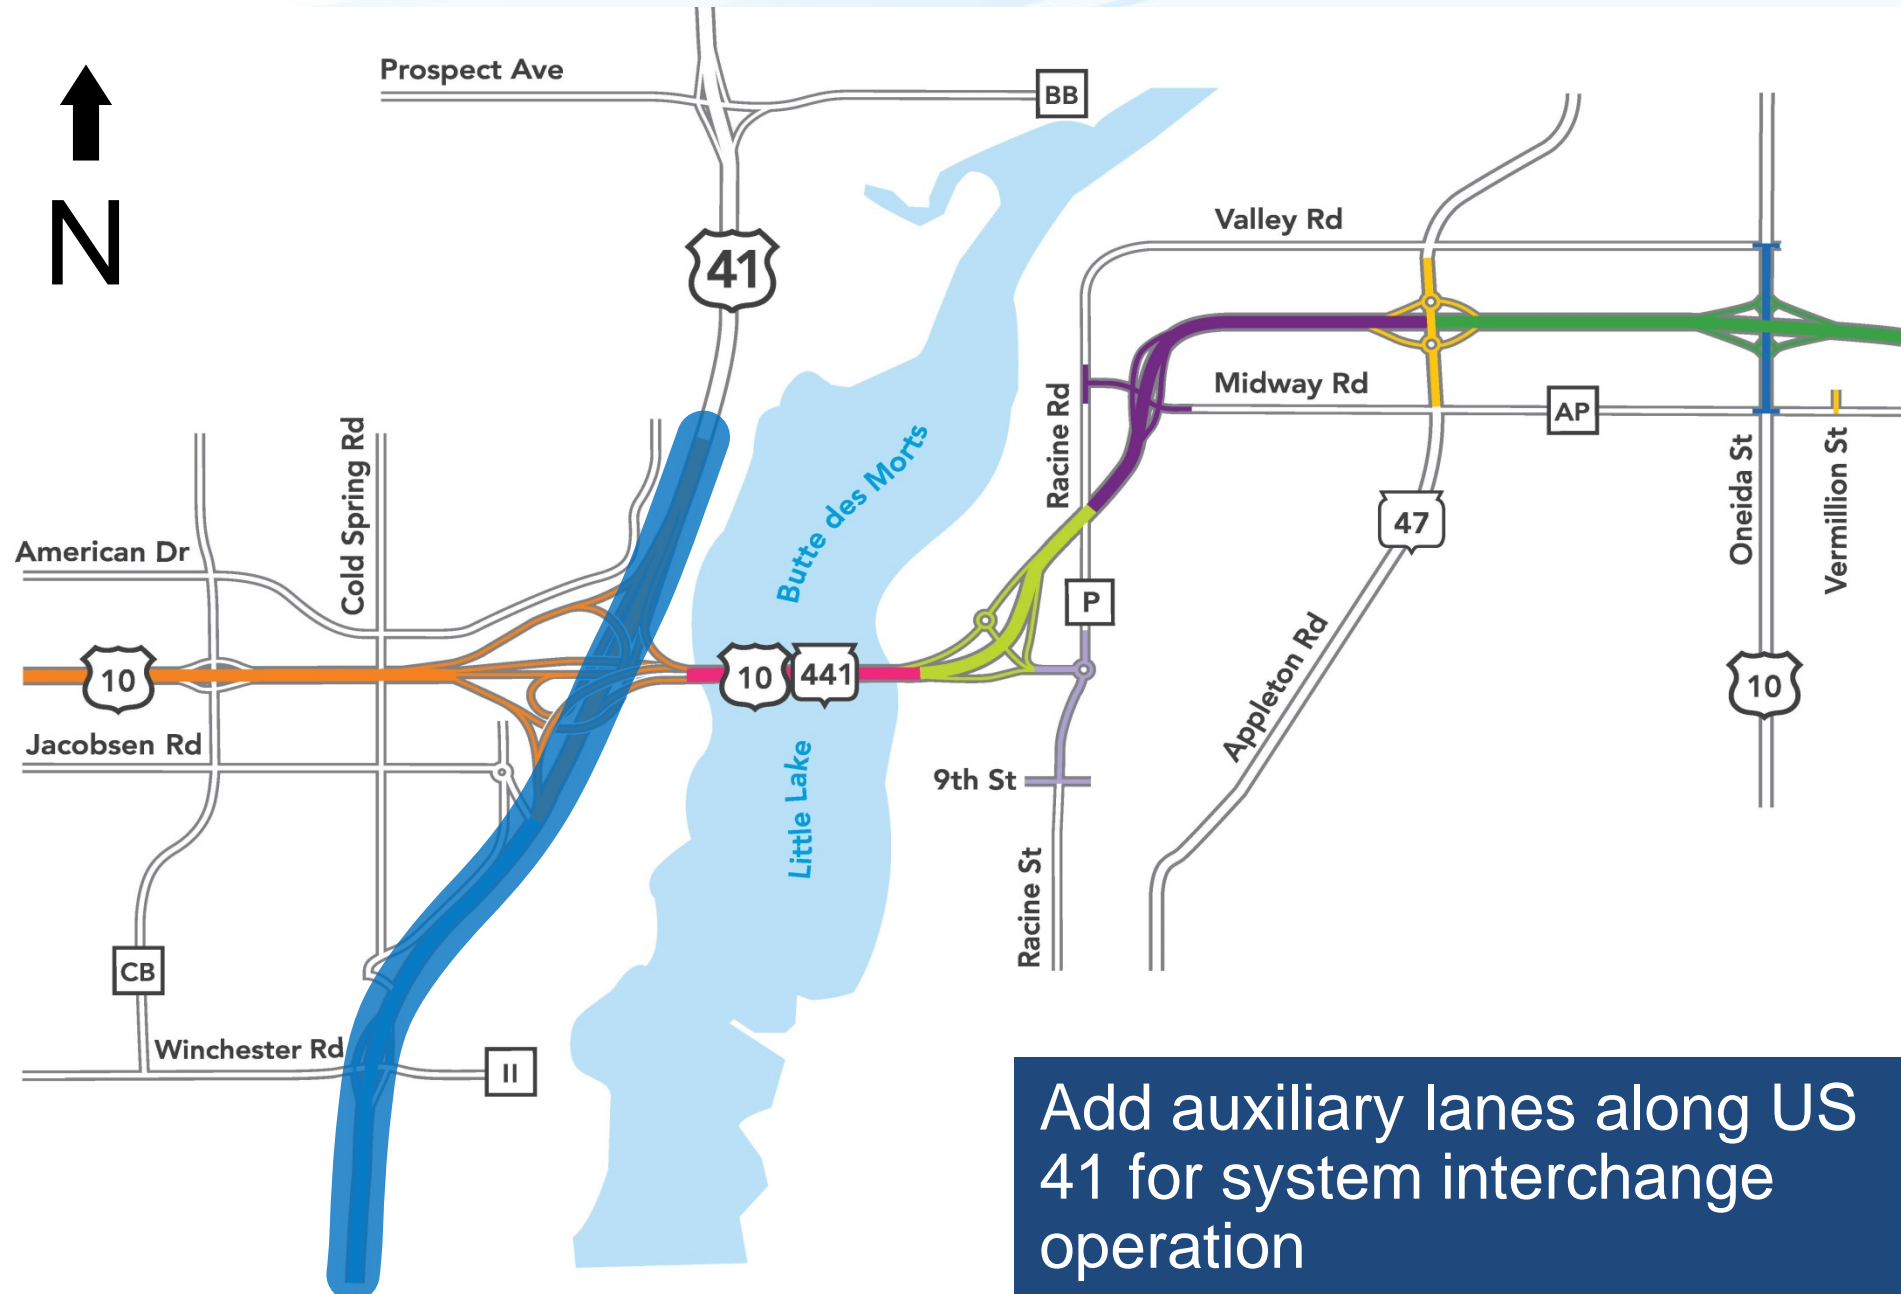 Prospect Ave
BB
N
Valley Rd
41
Midway Rd
AP
Racine Rd
Cold Spring Rd
Butte des Morts
Oneida St
Vermillion St
47
American Dr
P
10
10
441
10
Appleton Rd
Jacobsen Rd
9th St
Little Lake
Racine St
CB
Winchester Rd
II
Add auxiliary lanes along US
41 for system interchange
operation